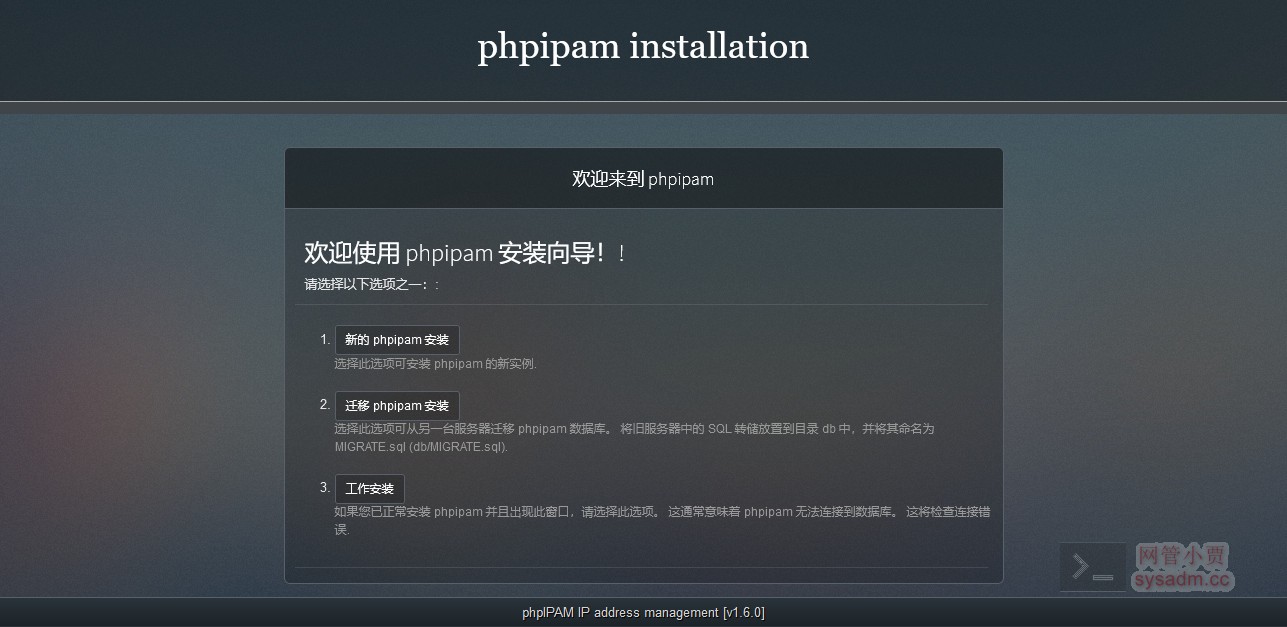 phpipam installation
欢迎来到 phpipam
欢迎使用 phpipam 安装向导！!
请选择以下选项之一：:
1. 新的 phpipam 安装
选择此选项可安装 phpipam 的新实例.
2. 迁移 phpipam 安装
选择此选项可从另一台服务器迁移 phpipam 数据库。 将旧服务器中的 SQL 转储放置到目录 db 中，并将其命名为
MIGRATE.sql (db/MIGRATE.sql).
3. 工作安装
如果您已正常安装 phpipam 并且出现此窗口，请选择此选项。 这通常意味着 phpipam 无法连接到数据库。 这将检查连接错
误.
网管小贾
sysadm.cc
phpIPAM IP address management [v1.6.0]